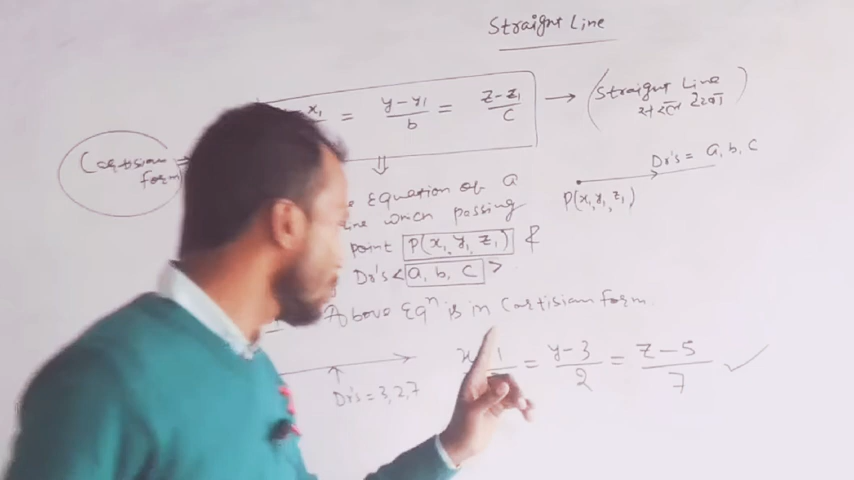 Straight Line
x₁ = y-y₁/b = z-z₁/c → (Straight Line
सरल रेखा)
Cartisian form
Dr's = a, b, c
P(x₁, y₁, z₁)
Equation of a
line which passing
point P(x₁, y₁, z₁) &
Dr's <a, b, c>
Above Eqⁿ is in Cartisian form
1 = y-3/2 = z-5/7 ✓
Dr's = 3, 2, 7